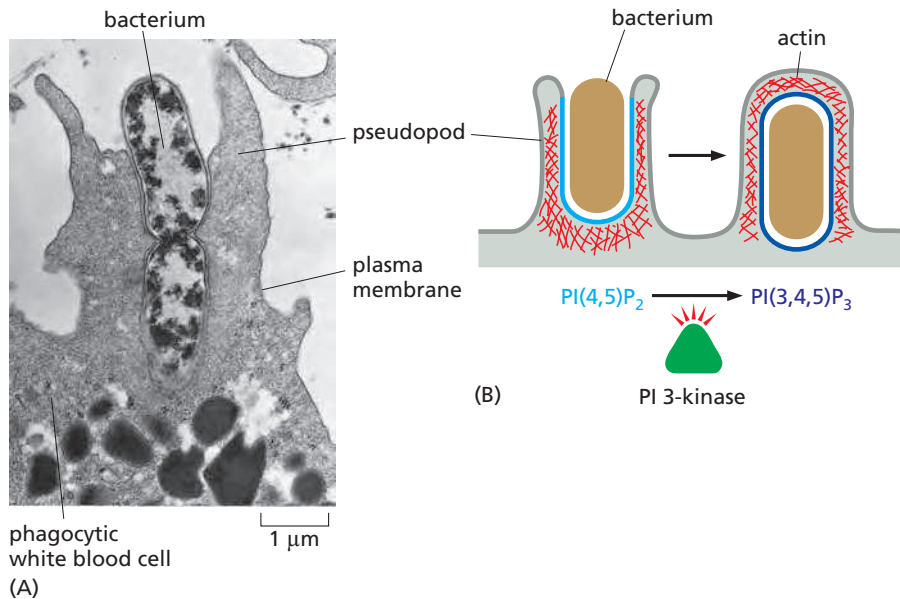 bacterium
pseudopod
plasma
membrane
phagocytic
white blood cell
1 μm
(A)
bacterium
actin
PI(4,5)P₂
PI(3,4,5)P₃
PI 3-kinase
(B)